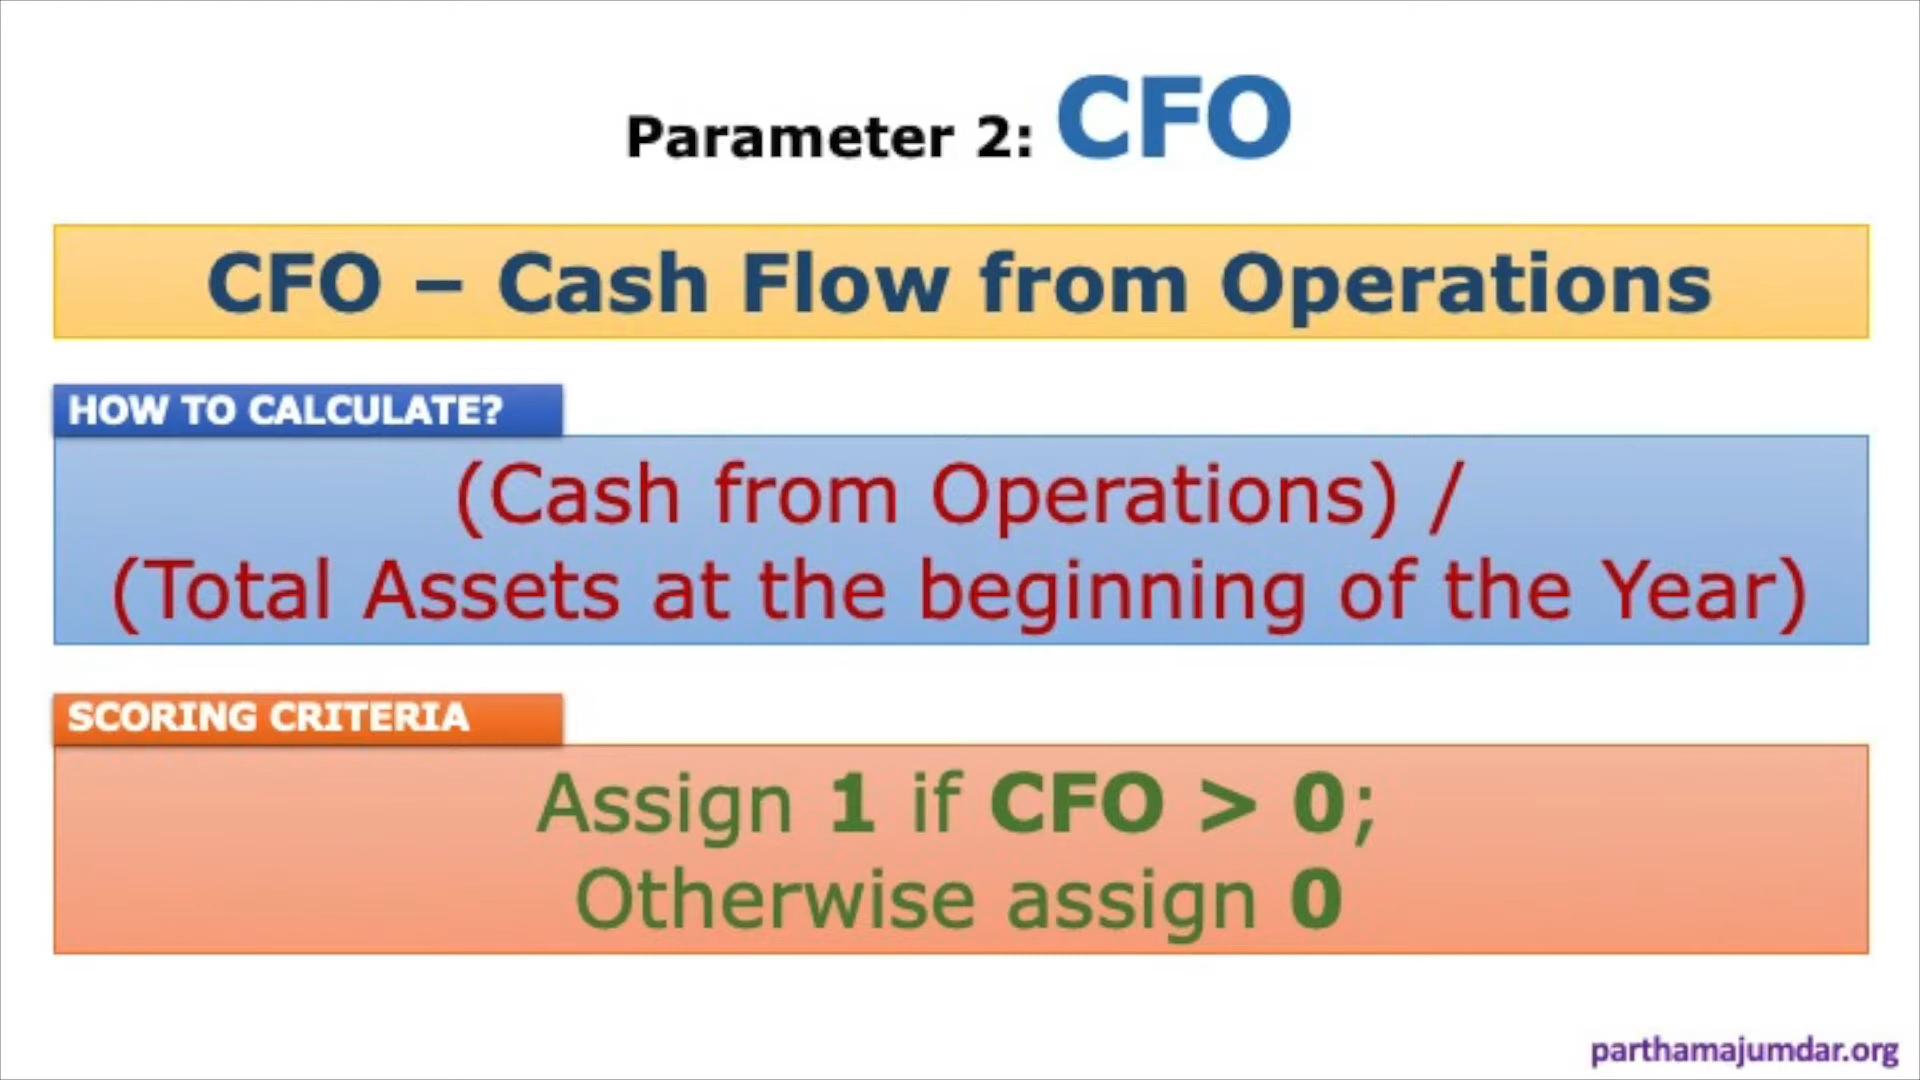 Parameter 2: CFO
CFO – Cash Flow from Operations
HOW TO CALCULATE?
(Cash from Operations) /
(Total Assets at the beginning of the Year)
SCORING CRITERIA
Assign 1 if CFO > 0;
Otherwise assign 0
parthamajumdar.org